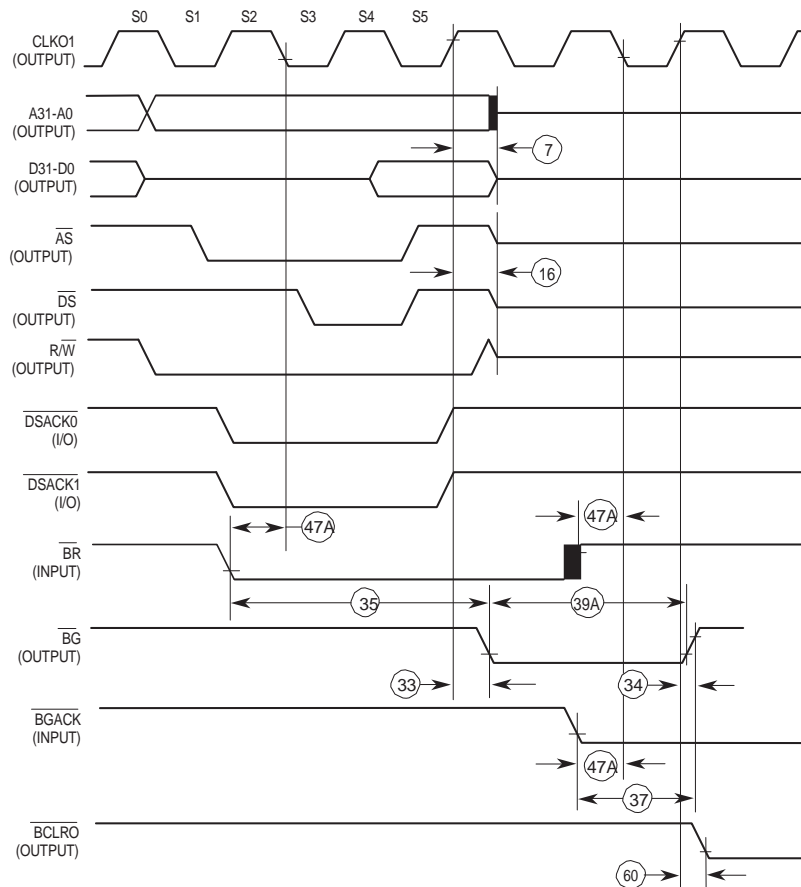 S0 S1 S2 S3 S4 S5
CLKO1
(OUTPUT)
A31-A0
(OUTPUT)
7
D31-D0
(OUTPUT)
AS
(OUTPUT)
16
DS
(OUTPUT)
R/W
(OUTPUT)
DSACK0
(I/O)
DSACK1
(I/O)
47A 47A
BR
(INPUT)
35 39A
BG
(OUTPUT)
33 34
BGACK
(INPUT)
47A
37
BCLRO
(OUTPUT)
60